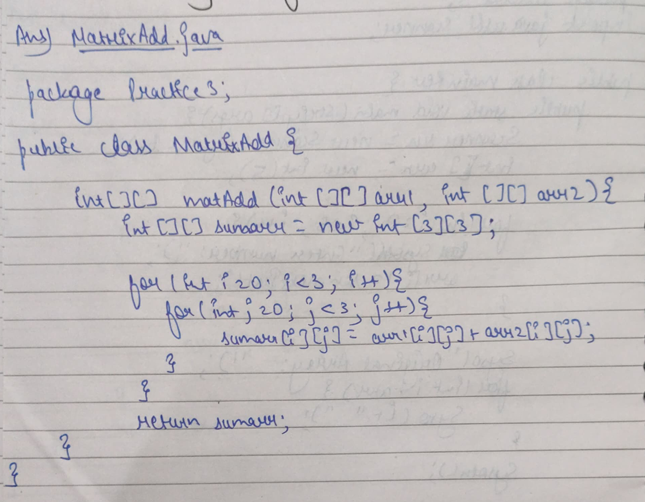 Ans) MatrixAdd.java
package Practice3;
public class MatrixAdd {
int[][] matAdd (int [][] arr1, int [][] arr2){
int[][] sumarr = new int [3][3];
for (int i=0; i<3; i++){
for (int j=0; j<3; j++){
sumarr[i][j] = arr1[i][j] + arr2[i][j];
}
}
return sumarr;
}
}